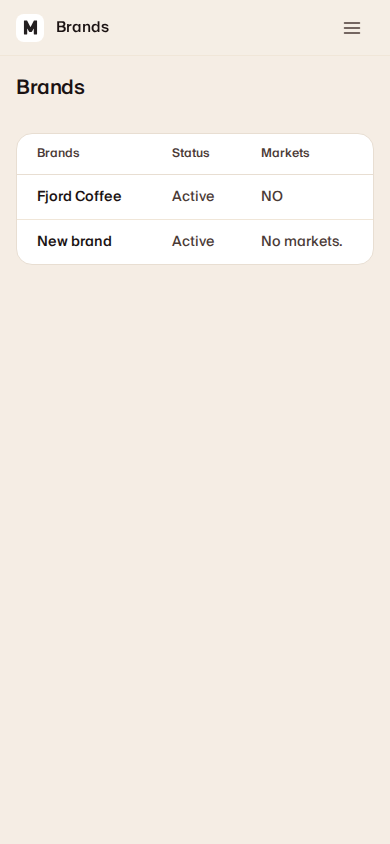 M Brands
Brands
Brands Status Markets
Fjord Coffee Active NO
New brand Active No markets.